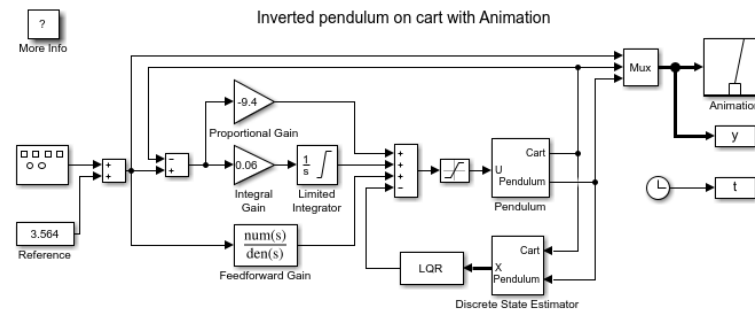 Inverted pendulum on cart with Animation
?
More Info
Mux
Animation
-9.4
Proportional Gain
y
+
+
−
+
0.06
Integral
Gain
1
s
Limited
Integrator
+
+
+
−
Cart
U
Pendulum
Pendulum
t
3.564
Reference
num(s)
den(s)
Feedforward Gain
LQR
Cart
X
Pendulum
Discrete State Estimator